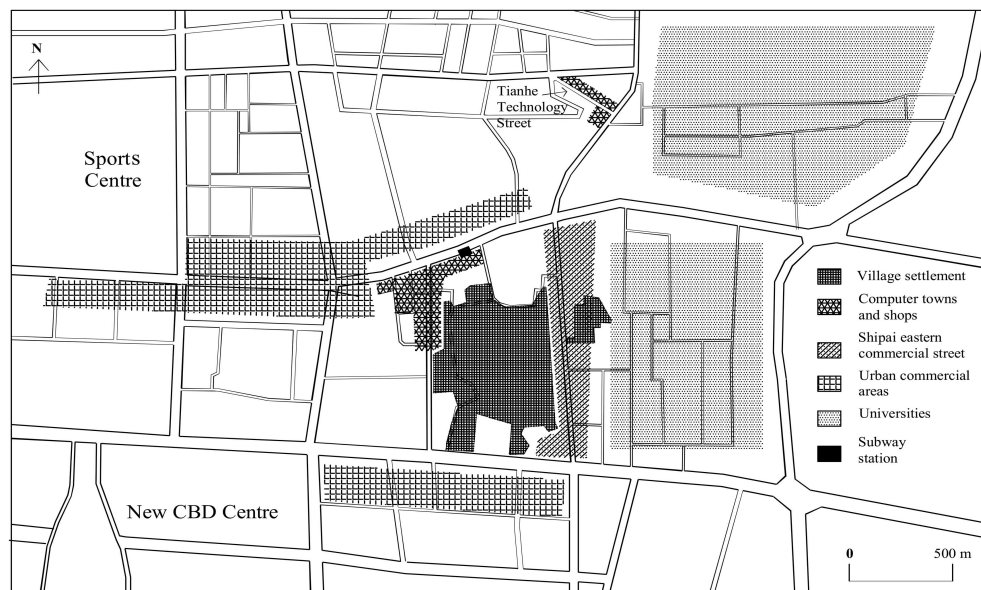 N
Tianhe
Technology
Street
Sports
Centre
Village settlement
Computer towns
and shops
Shipai eastern
commercial street
Urban commercial
areas
Universities
Subway
station
New CBD Centre
0 500 m